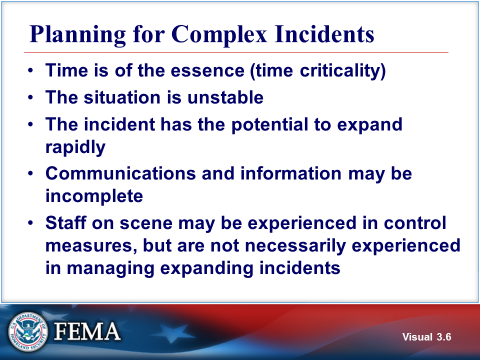 Planning for Complex Incidents
• Time is of the essence (time criticality)
• The situation is unstable
• The incident has the potential to expand
rapidly
• Communications and information may be
incomplete
• Staff on scene may be experienced in control
measures, but are not necessarily experienced
in managing expanding incidents
FEMA
Visual 3.6